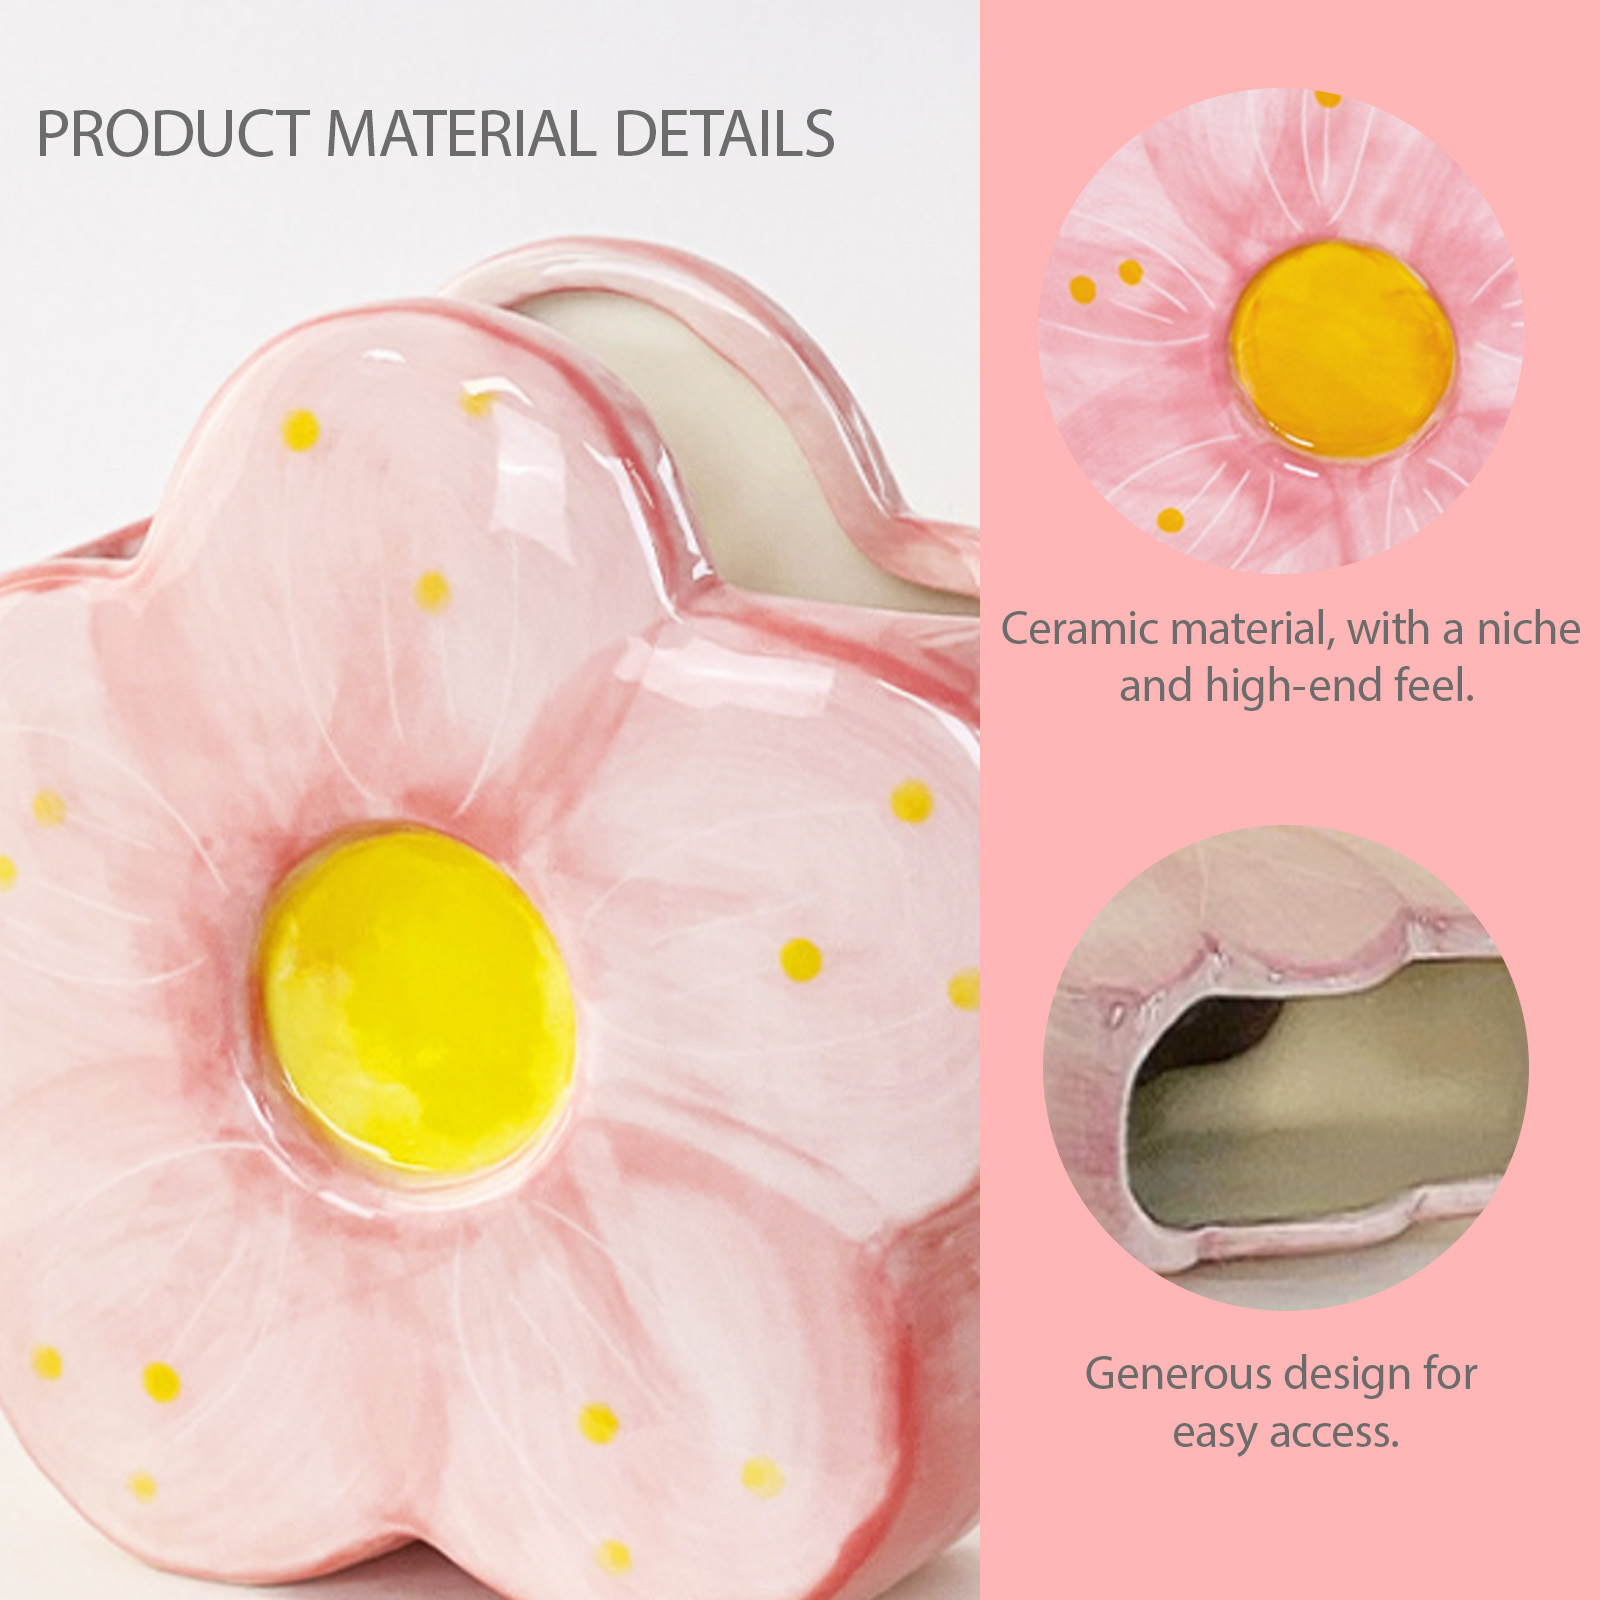 PRODUCT MATERIAL DETAILS
Ceramic material, with a niche
and high-end feel.
Generous design for
easy access.